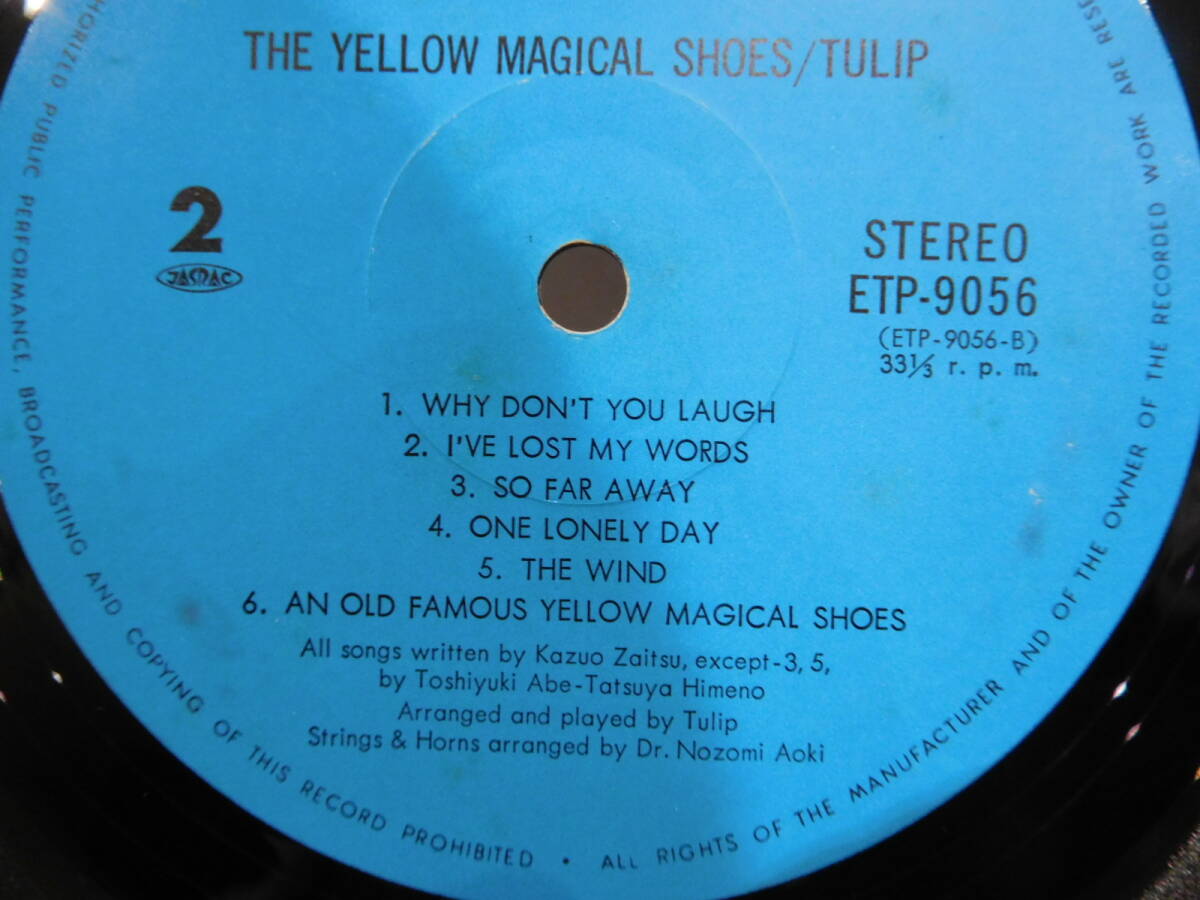 THE YELLOW MAGICAL SHOES/TULIP
2
JASRAC
STEREO
ETP-9056
(ETP-9056-B)
33⅓ r. p. m.
1. WHY DON'T YOU LAUGH
2. I'VE LOST MY WORDS
3. SO FAR AWAY
4. ONE LONELY DAY
5. THE WIND
6. AN OLD FAMOUS YELLOW MAGICAL SHOES
All songs written by Kazuo Zaitsu, except-3, 5,
by Toshiyuki Abe-Tatsuya Himeno
Arranged and played by Tulip
Strings & Horns arranged by Dr. Nozomi Aoki
PUBLIC PERFORMANCE, BROADCASTING AND COPYING OF THIS RECORD PROHIBITED • ALL RIGHTS OF THE MANUFACTURER AND OF THE OWNER OF THE RECORDED WORK ARE